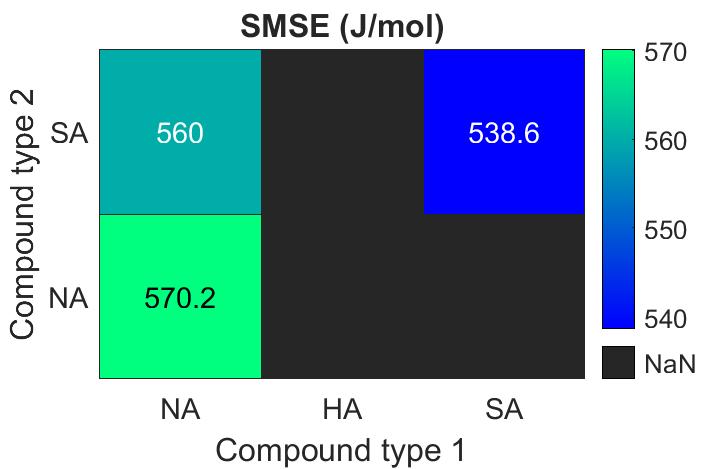 SMSE (J/mol)
Compound type 2
SA
560
538.6
NA
570.2
NA
HA
SA
Compound type 1
570
560
550
540
NaN